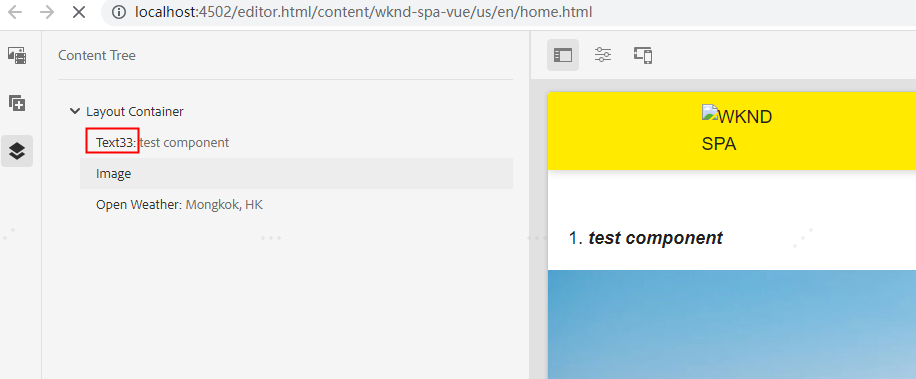 localhost:4502/editor.html/content/wknd-spa-vue/us/en/home.html
Content Tree
Layout Container
Text33: test component
Image
Open Weather: Mongkok, HK
WKND
SPA
1. test component